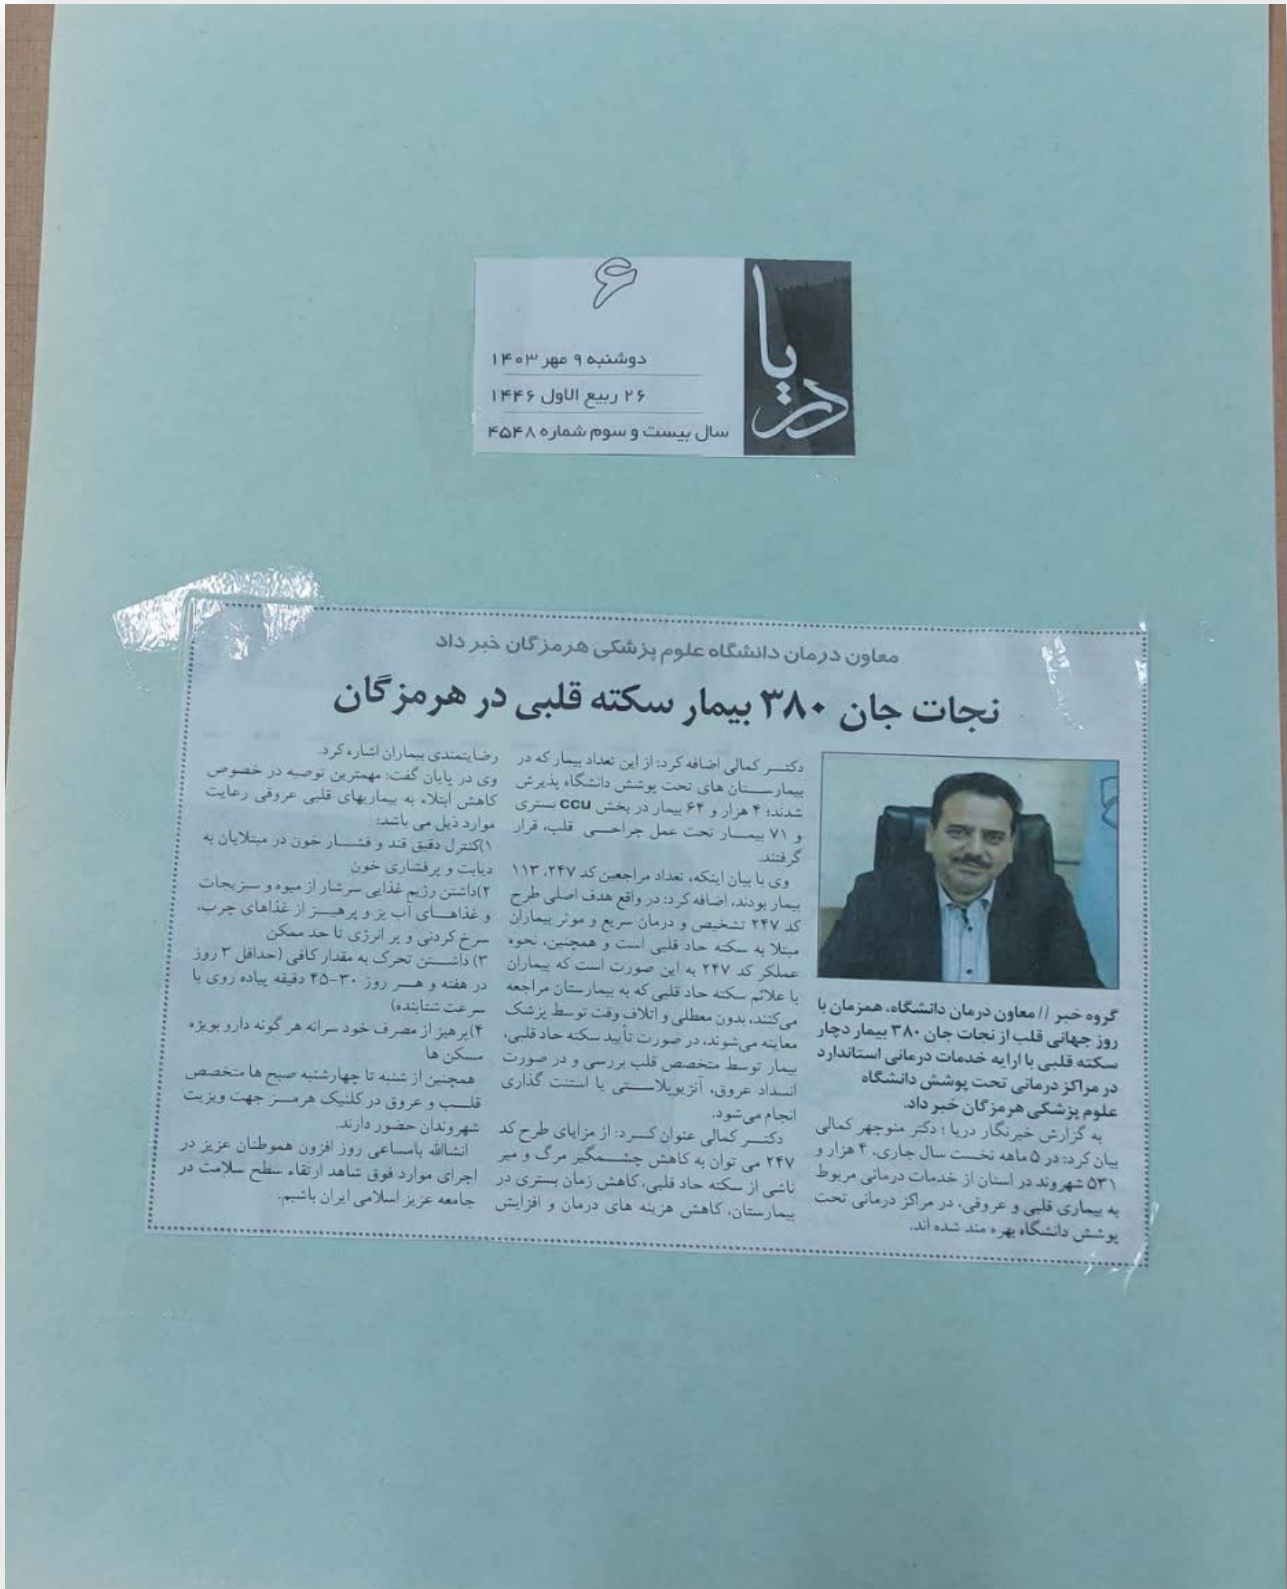 ۶
دریا
دوشنبه ۹ مهر ۱۴۰۳
۲۶ ربیع الاول ۱۴۴۶
سال بیست و سوم شماره ۴۵۴۸
معاون درمان دانشگاه علوم پزشکی هرمزگان خبر داد
نجات جان ۳۸۰ بیمار سکته قلبی در هرمزگان
گروه خبر // معاون درمان دانشگاه، همزمان با
روز جهانی قلب از نجات جان ۳۸۰ بیمار دچار
سکته قلبی با ارایه خدمات درمانی استاندارد
در مراکز درمانی تحت پوشش دانشگاه
علوم پزشکی هرمزگان خبر داد.
به گزارش خبرنگار دریا ؛ دکتر منوچهر کمالی
بیان کرد: در ۵ ماهه نخست سال جاری، ۴ هزار و
۵۳۱ شهروند در استان از خدمات درمانی مربوط
به بیماری قلبی و عروقی، در مراکز درمانی تحت
پوشش دانشگاه بهره مند شده اند.
دکتـــر کمالی اضافه کرد: از این تعداد بیمار که در
بیمارســـتان های تحت پوشش دانشگاه پذیرش
شدند؛ ۴ هزار و ۶۴ بیمار در بخش ccu بستری
و ۷۱ بیمـــار تحت عمل جراحـــی قلب، قرار
گرفتند.
وی با بیان اینکه، تعداد مراجعین کد ۲۴۷، ۱۱۳
بیمار بودند، اضافه کرد: در واقع هدف اصلی طرح
کد ۲۴۷ تشخیص و درمان سریع و موثر بیماران
مبتلا به سکته حاد قلبی است و همچنین، نحوه
عملکر کد ۲۴۷ به این صورت است که بیماران
با علائم سکته حاد قلبی که به بیمارستان مراجعه
می‌کنند، بدون معطلی و اتلاف وقت توسط پزشک
معاینه می‌شوند، در صورت تأیید سکته حاد قلبی،
بیمار توسط متخصص قلب بررسی و در صورت
انسداد عروق، آنژیوپلاســـتی یا استنت گذاری
انجام می‌شود.
دکتـــر کمالی عنوان کـــرد: از مزایای طرح کد
۲۴۷ می توان به کاهش چشـــمگیر مرگ و میر
ناشی از سکته حاد قلبی، کاهش زمان بستری در
بیمارستان، کاهش هزینه های درمان و افزایش
رضایتمندی بیماران اشاره کرد.
وی در پایان گفت: مهمترین توصیه در خصوص
کاهش ابتلاء به بیماریهای قلبی عروقی رعایت
موارد ذیل می باشد:
۱)کنترل دقیق قند و فشـــار خون در مبتلایان به
دیابت و پرفشاری خون
۲)داشتن رژیم غذایی سرشار از میوه و سبزیجات
و غذاهـــای آب پز و پرهیـــز از غذاهای چرب،
سرخ کردنی و پر انرژی تا حد ممکن
۳) داشـــتن تحرک به مقدار کافی (حداقل ۳ روز
در هفته و هـــر روز ۳۰-۴۵ دقیقه پیاده روی با
سرعت شتابنده)
۴)پرهیز از مصرف خود سرانه هر گونه دارو بویژه
مسکن ها
همچنین از شنبه تا چهارشنبه صبح ها متخصص
قلـــب و عروق در کلنیک هرمـــز جهت ویزیت
شهروندان حضور دارند.
انشاالله بامساعی روز افزون هموطنان عزیز در
اجرای موارد فوق شاهد ارتقاء سطح سلامت در
جامعه عزیز اسلامی ایران باشیم.